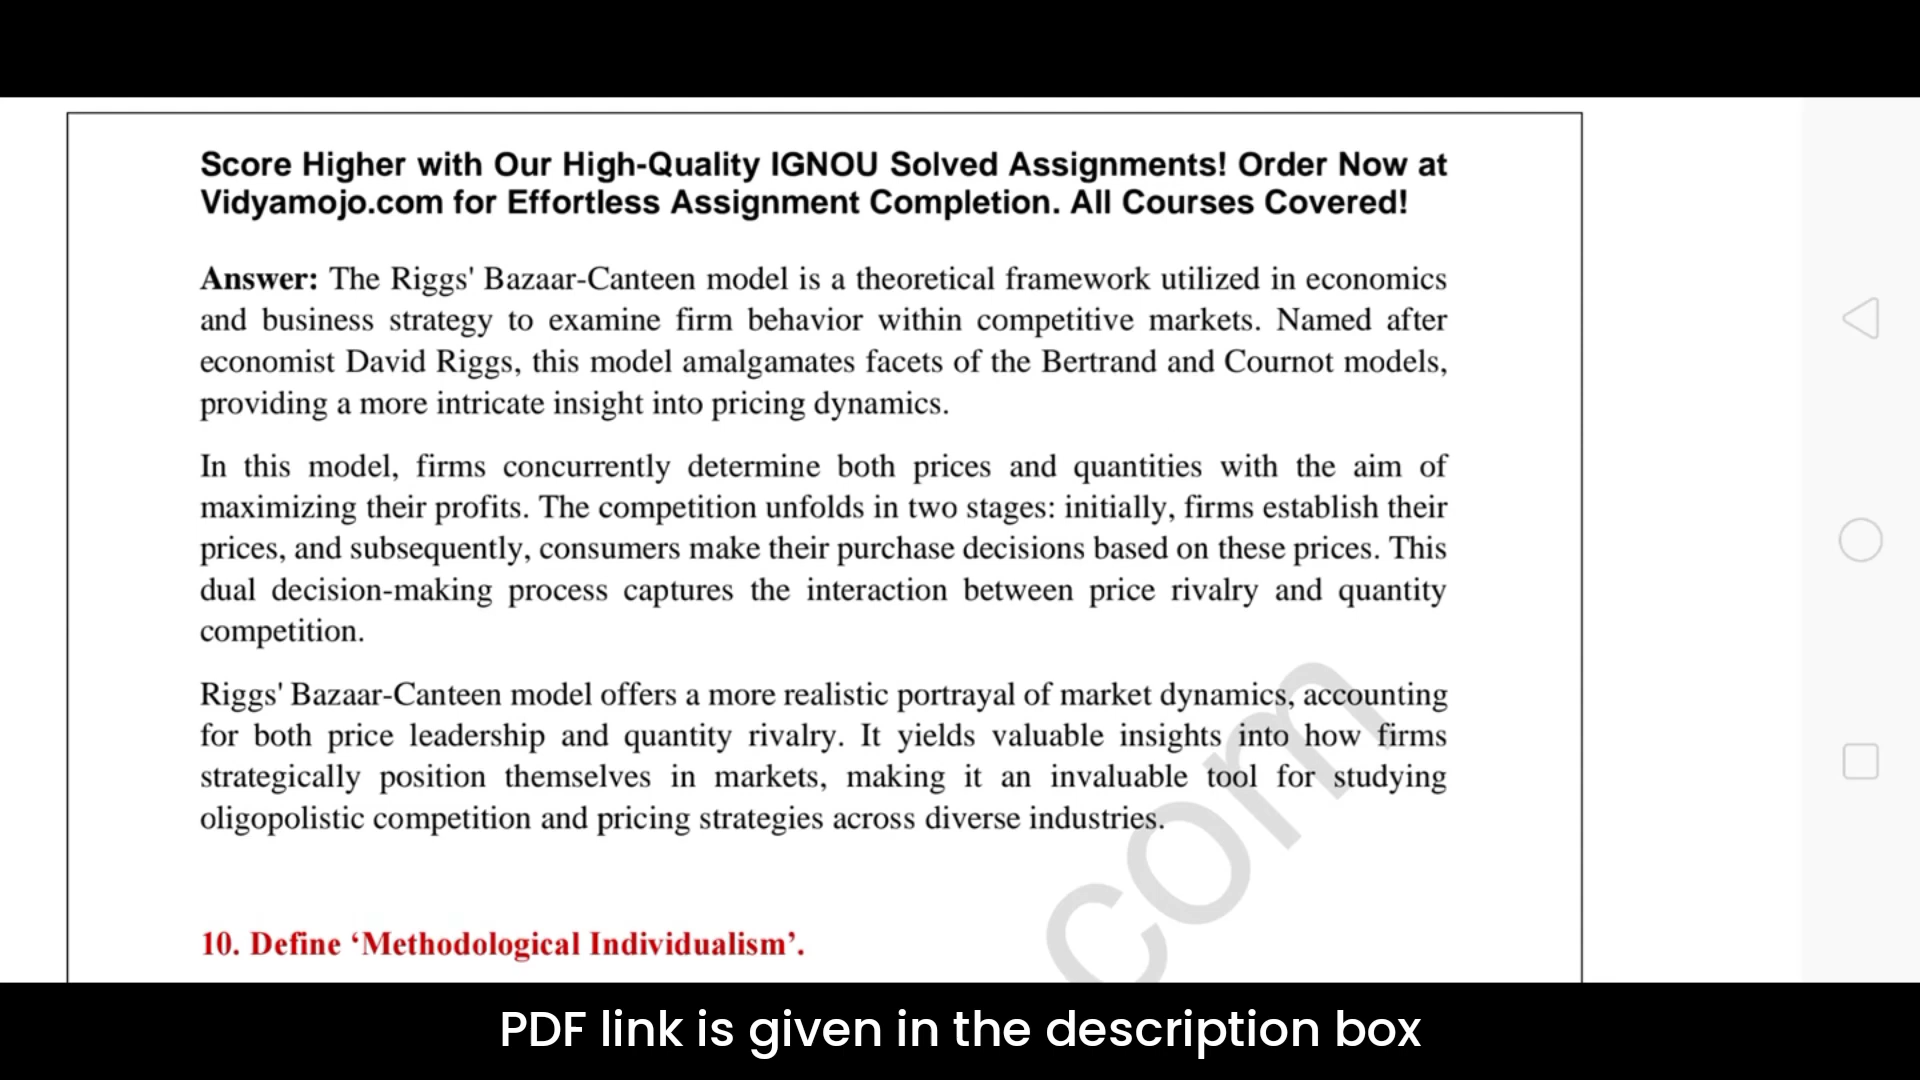 Score Higher with Our High-Quality IGNOU Solved Assignments! Order Now at
Vidyamojo.com for Effortless Assignment Completion. All Courses Covered!
Answer: The Riggs' Bazaar-Canteen model is a theoretical framework utilized in economics
and business strategy to examine firm behavior within competitive markets. Named after
economist David Riggs, this model amalgamates facets of the Bertrand and Cournot models,
providing a more intricate insight into pricing dynamics.
In this model, firms concurrently determine both prices and quantities with the aim of
maximizing their profits. The competition unfolds in two stages: initially, firms establish their
prices, and subsequently, consumers make their purchase decisions based on these prices. This
dual decision-making process captures the interaction between price rivalry and quantity
competition.
Riggs' Bazaar-Canteen model offers a more realistic portrayal of market dynamics, accounting
for both price leadership and quantity rivalry. It yields valuable insights into how firms
strategically position themselves in markets, making it an invaluable tool for studying
oligopolistic competition and pricing strategies across diverse industries.
com
10. Define ‘Methodological Individualism’.
PDF link is given in the description box